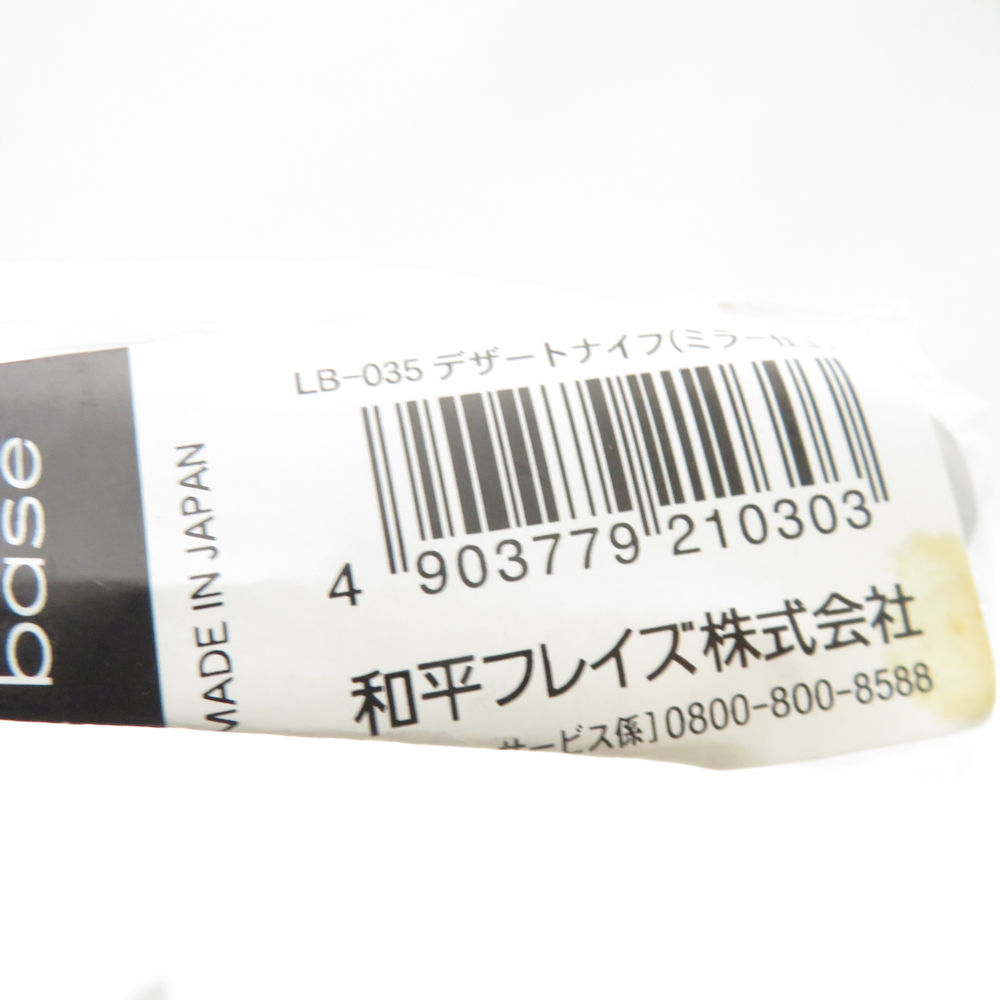 base
MADE IN JAPAN
LB-035 デザートナイフ(ミラー
4 903779 210303
和平フレイズ株式会社
サービス係]0800-800-8588